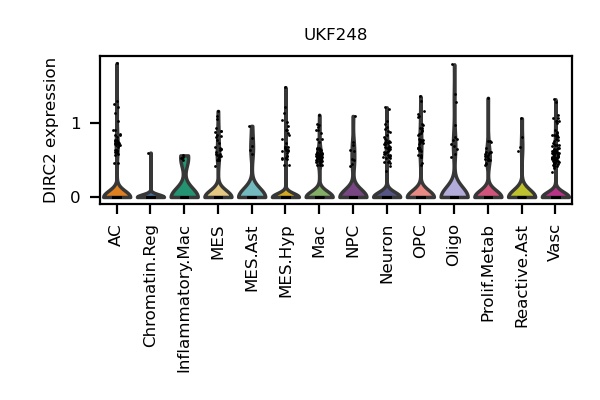 UKF248
DIRC2 expression
1
0
AC
Chromatin.Reg
Inflammatory.Mac
MES
MES.Ast
MES.Hyp
Mac
NPC
Neuron
OPC
Oligo
Prolif.Metab
Reactive.Ast
Vasc